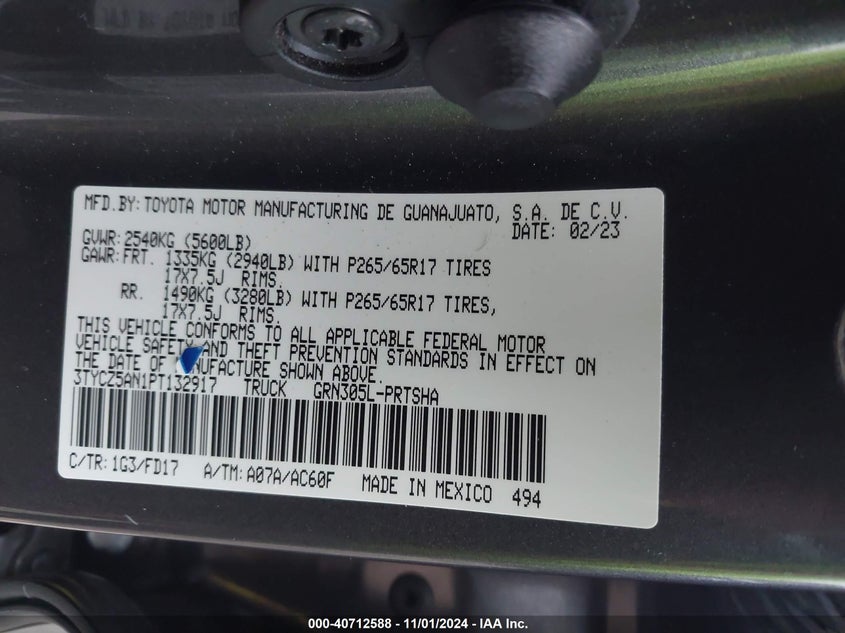 MFD.BY:TOYOTA MOTOR MANUFACTURING DE GUANAJUATO, S.A. DE C.V.
DATE: 02/23
GVWR:2540KG (5600LB)
GAWR:FRT. 1335KG (2940LB) WITH P265/65R17 TIRES
17X7.5J RIMS.
RR. 1490KG (3280LB) WITH P265/65R17 TIRES,
17X7.5J RIMS.
THIS VEHICLE CONFORMS TO ALL APPLICABLE FEDERAL MOTOR
VEHICLE SAFETY AND THEFT PREVENTION STANDARDS IN EFFECT ON
THE DATE OF MANUFACTURE SHOWN ABOVE.
3TYCZ5AN1PT132917 TRUCK GRN305L-PRTSHA
C/TR:1G3/FD17 A/TM:A07A/AC60F MADE IN MEXICO 494
000-40712588 - 11/01/2024 - IAA Inc.